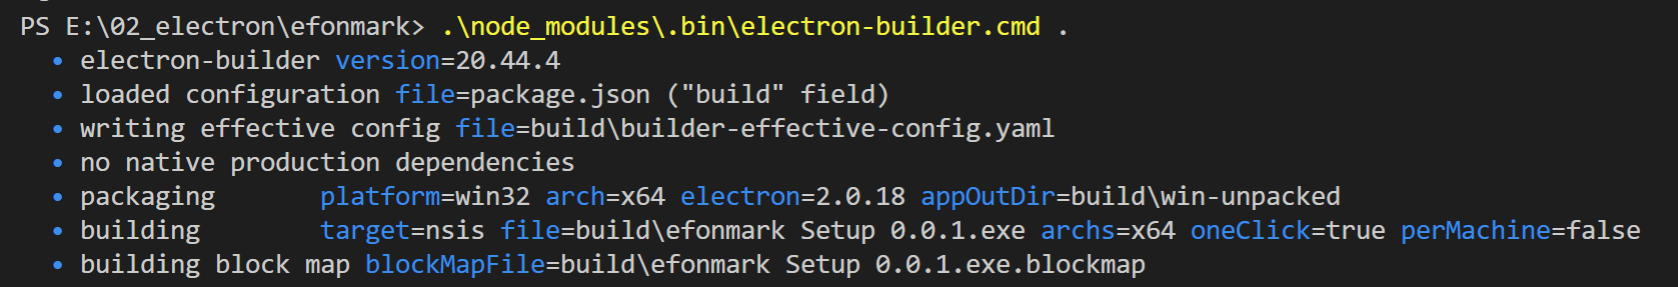 PS E:\02_electron\efonmark> .\node_modules\.bin\electron-builder.cmd .
• electron-builder version=20.44.4
• loaded configuration file=package.json ("build" field)
• writing effective config file=build\builder-effective-config.yaml
• no native production dependencies
• packaging       platform=win32 arch=x64 electron=2.0.18 appOutDir=build\win-unpacked
• building        target=nsis file=build\efonmark Setup 0.0.1.exe archs=x64 oneClick=true perMachine=false
• building block map blockMapFile=build\efonmark Setup 0.0.1.exe.blockmap